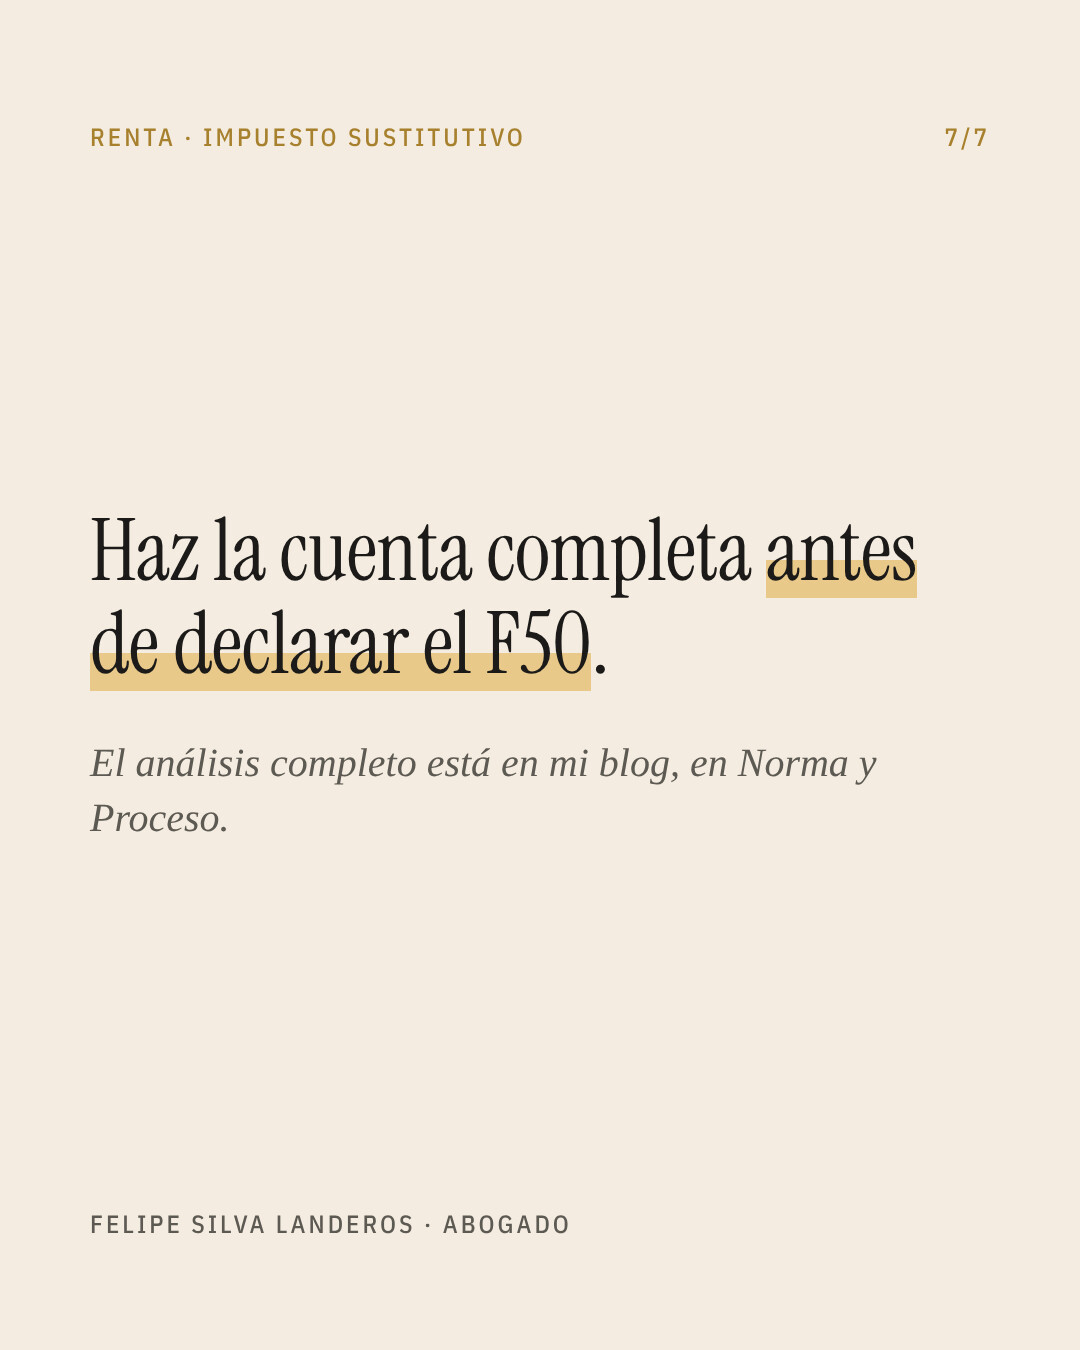 RENTA · IMPUESTO SUSTITUTIVO
7/7
Haz la cuenta completa antes
de declarar el F50.
El análisis completo está en mi blog, en Norma y
Proceso.
FELIPE SILVA LANDEROS · ABOGADO